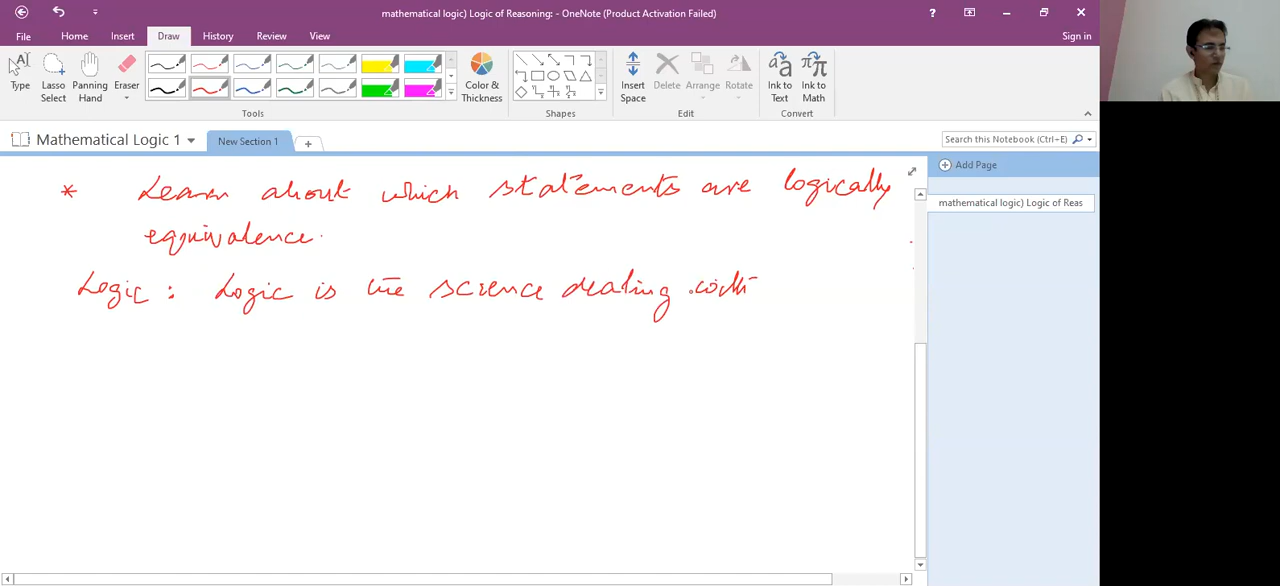 mathematical logic) Logic of Reasoning: - OneNote (Product Activation Failed)
?
File Home Insert Draw History Review View Sign in
Type Lasso Select Panning Hand Eraser Color & Thickness Insert Space Delete Arrange Rotate Ink to Text Ink to Math
Tools Shapes Edit Convert
Mathematical Logic 1 New Section 1 Search this Notebook (Ctrl+E)
Add Page
mathematical logic) Logic of Reas
* Learn about which statements are logically
equivalence.
Logic : Logic is the science dealing with